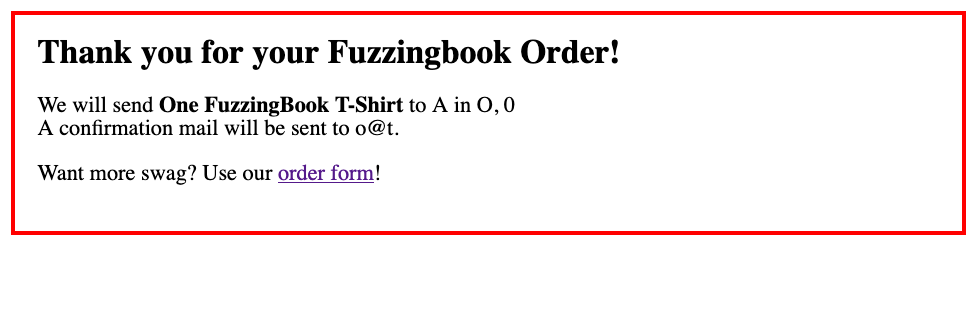 Thank you for your Fuzzingbook Order!
We will send One FuzzingBook T-Shirt to A in O, 0
A confirmation mail will be sent to o@t.
Want more swag? Use our order form!